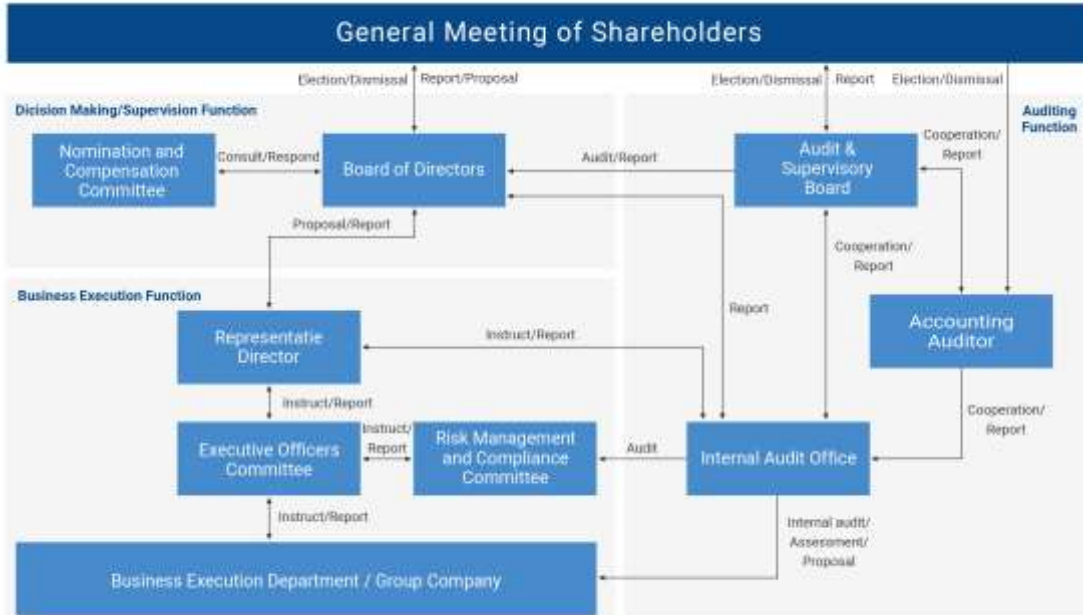 General Meeting of Shareholders
Election/Dismissal
Report/Proposal
Election/Dismissal
Report
Election/Dismissal
Dicision Making/Supervision Function
Auditing
Function
Nomination and
Compensation
Committee
Consult/Respond
Board of Directors
Audit/Report
Audit &
Supervisory
Board
Cooperation/
Report
Proposal/Report
Cooperation/
Report
Business Execution Function
Representatie
Director
Instruct/Report
Report
Accounting
Auditor
Instruct/Report
Cooperation/
Report
Executive Officers
Committee
Instruct/
Report
Risk Management
and Compliance
Committee
Audit
Internal Audit Office
Instruct/Report
Internal audit/
Assessment/
Proposal
Business Execution Department / Group Company